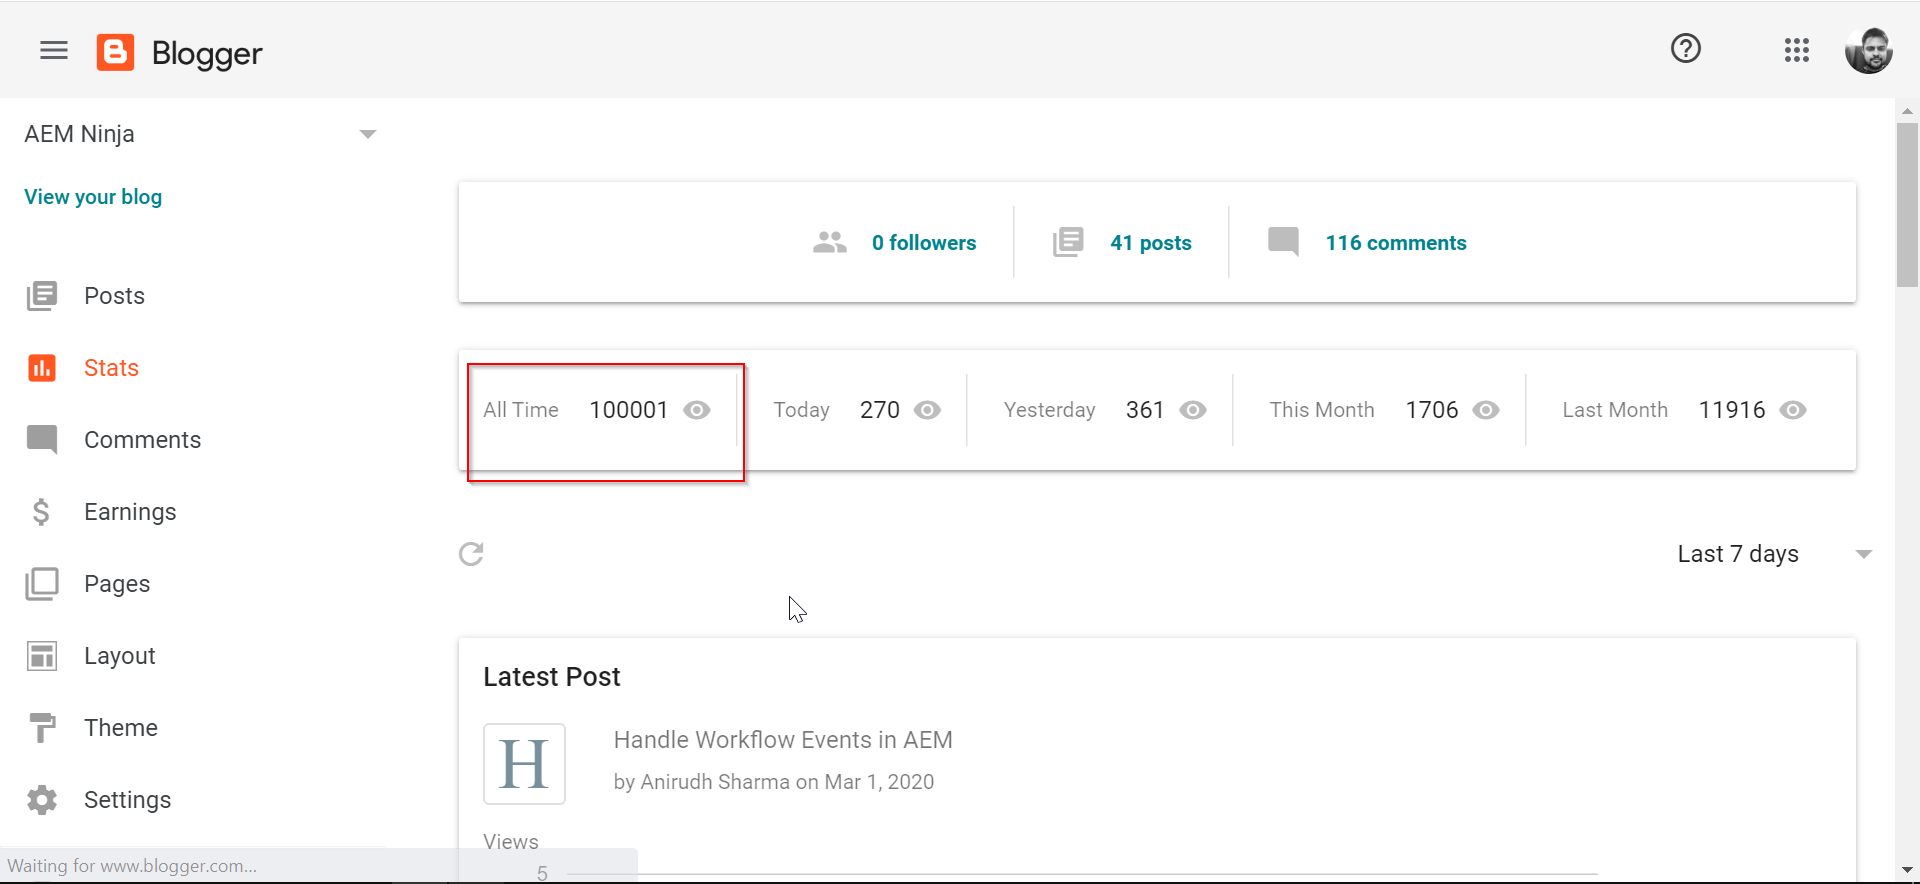 Blogger
AEM Ninja
View your blog
Posts
Stats
Comments
Earnings
Pages
Layout
Theme
Settings
Waiting for www.blogger.com...
0 followers 41 posts 116 comments
All Time 100001 Today 270 Yesterday 361 This Month 1706 Last Month 11916
Last 7 days
Latest Post
H
Handle Workflow Events in AEM
by Anirudh Sharma on Mar 1, 2020
Views
5